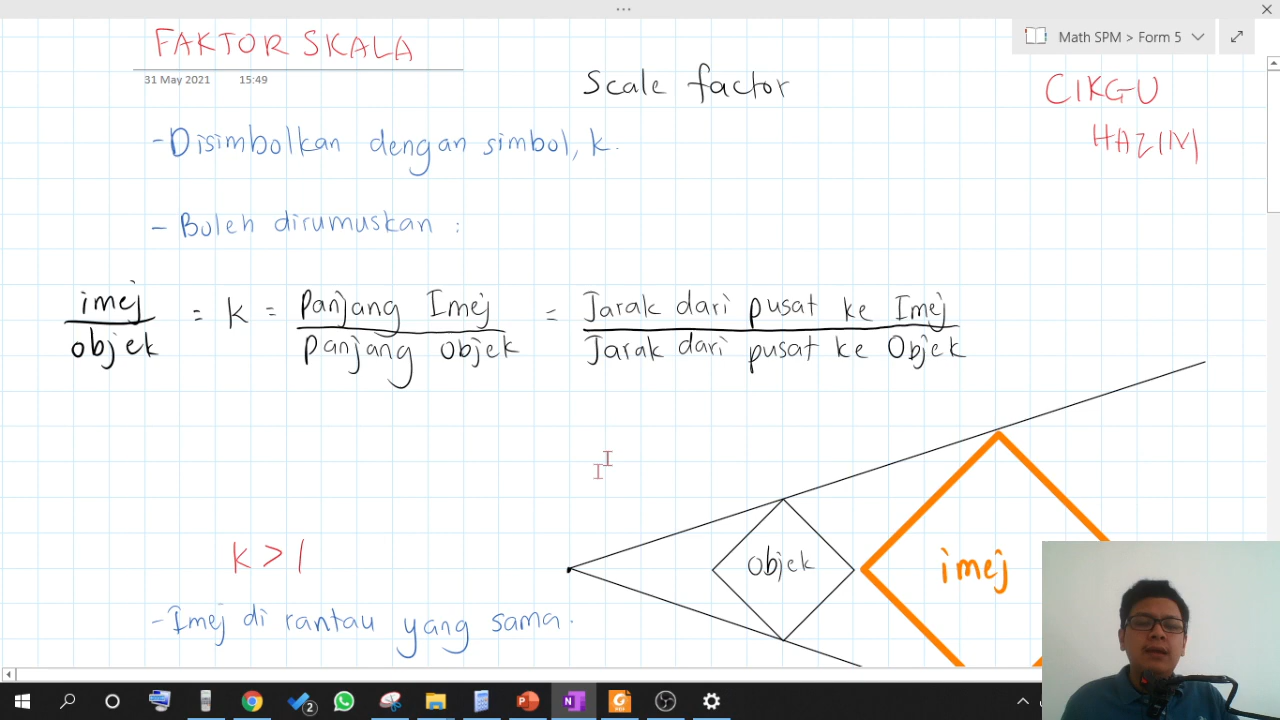 Math SPM > Form 5
FAKTOR SKALA
31 May 2021 15:49
Scale factor
CIKGU
HAZIM
-Disimbolkan dengan simbol, k.
- Boleh dirumuskan :
imej
objek
= k =
Panjang Imej
Panjang Objek
=
Jarak dari pusat ke Imej
Jarak dari pusat ke Objek
k > 1
objek
imej
-Imej di rantau yang sama.
2